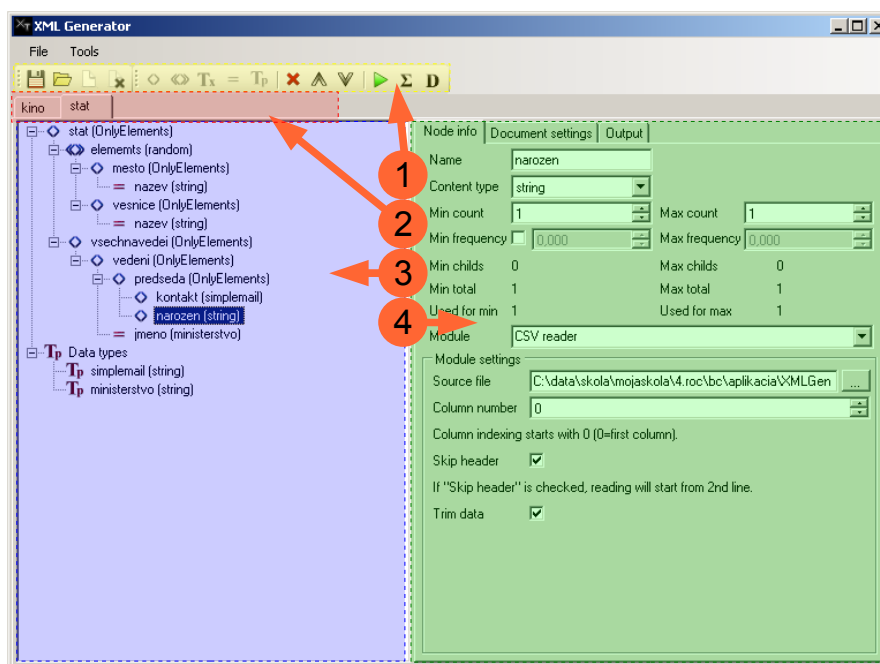 XML Generator
File Tools
Tx = Tp Σ D
kino stat
stat (OnlyElements)
elememts (random)
mesto (OnlyElements)
nazev (string)
vesnice (OnlyElements)
nazev (string)
vsechnavedei (OnlyElements)
vedeni (OnlyElements)
predseda (OnlyElements)
kontakt (simplemail)
narozen (string)
jmeno (ministerstvo)
Tp Data types
Tp simplemail (string)
Tp ministerstvo (string)
1
2
3
4
Node info Document settings Output
Name narozen
Content type string
Min count 1 Max count 1
Min frequency 0,000 Max frequency 0,000
Min childs 0 Max childs 0
Min total 1 Max total 1
Used for min 1 Used for max 1
Module CSV reader
Module settings
Source file C:\data\skola\mojaskola\4.roc\bc\aplikacia\XMLGen ...
Column number 0
Column indexing starts with 0 (0=first column).
Skip header
If "Skip header" is checked, reading will start from 2nd line.
Trim data